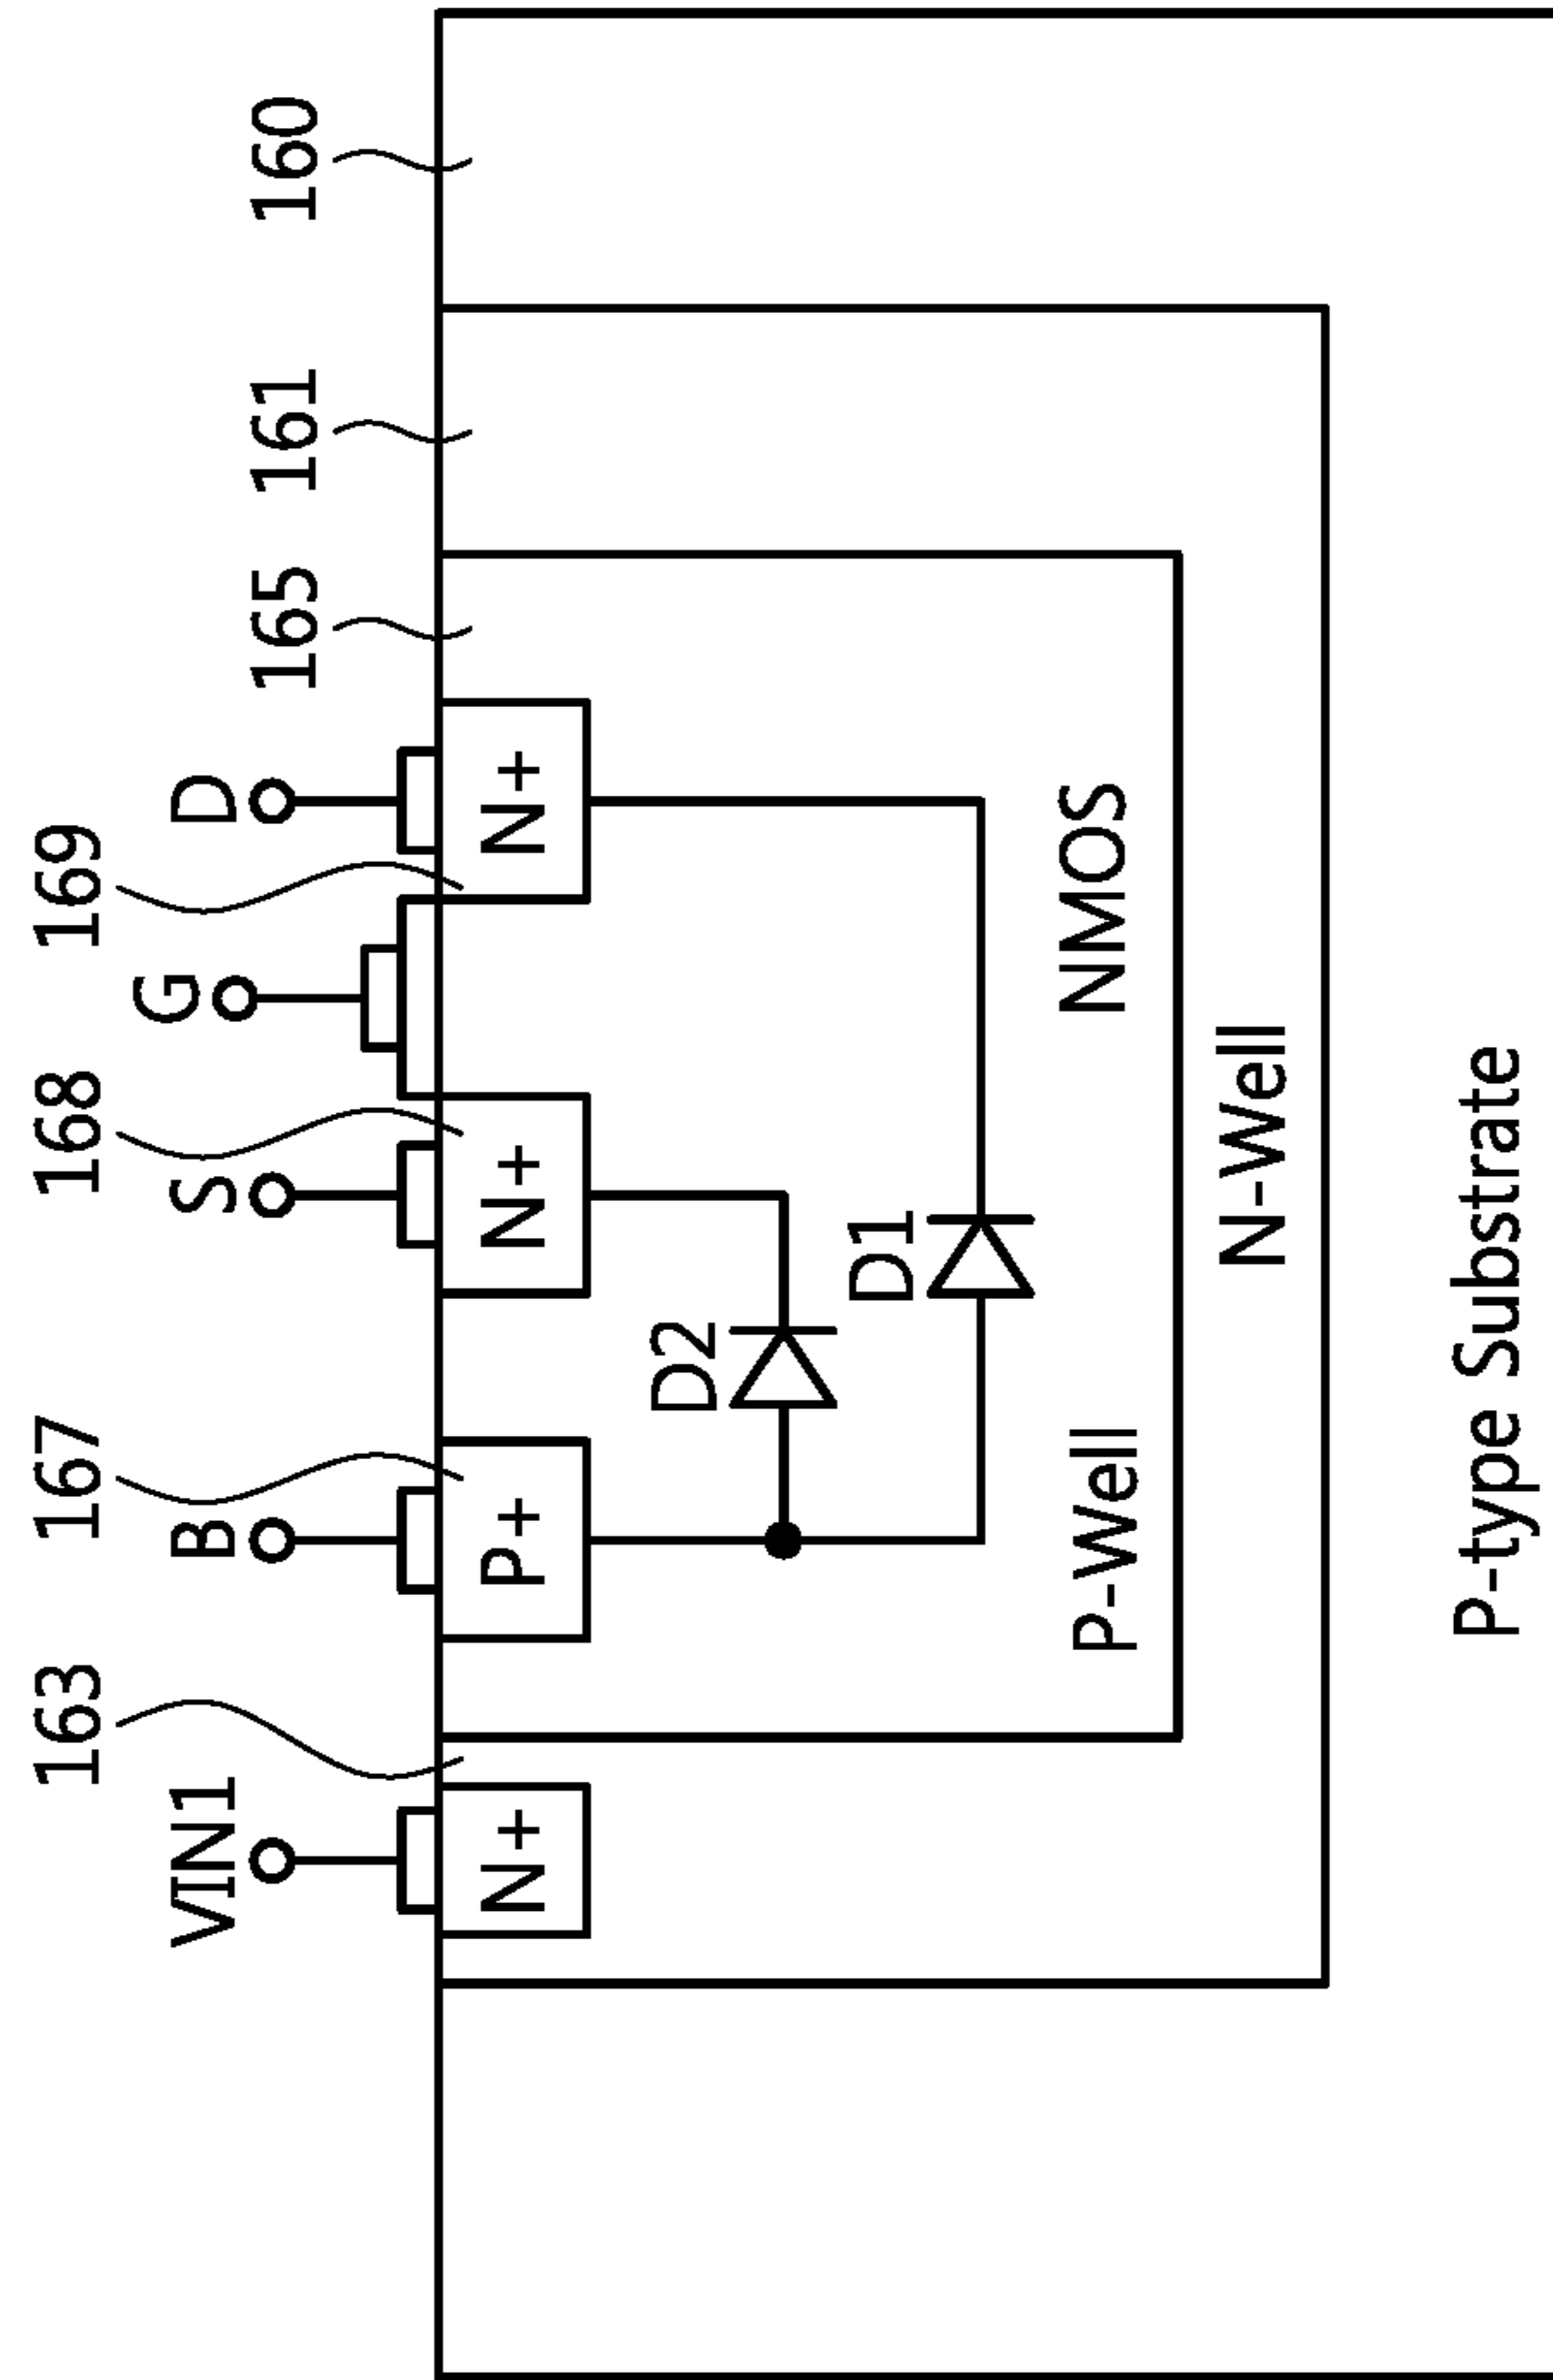 163 167 168 169
G
VIN1 B S D
165 161 160
N+ P+ N+ N+
D2
D1
P-Well NMOS
N-Well
P-type Substrate